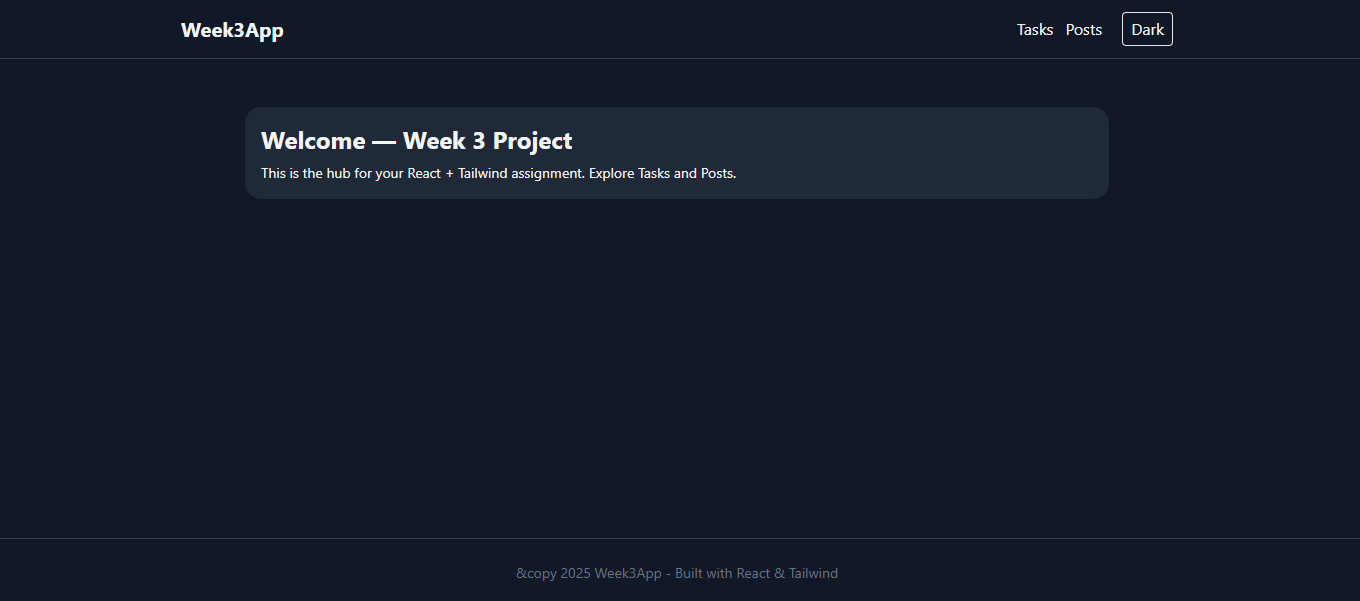 Week3App
Tasks Posts Dark
Welcome — Week 3 Project
This is the hub for your React + Tailwind assignment. Explore Tasks and Posts.
&copy 2025 Week3App - Built with React & Tailwind